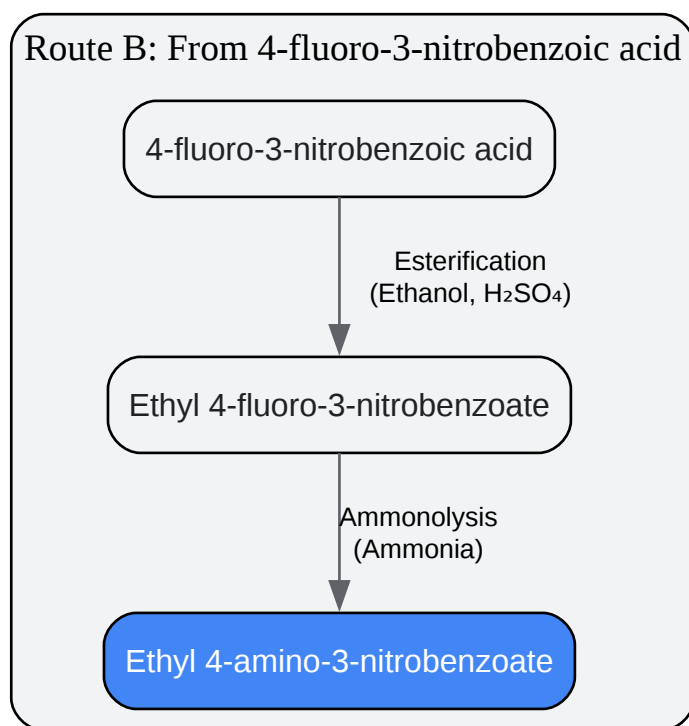 Route B: From 4-fluoro-3-nitrobenzoic acid
4-fluoro-3-nitrobenzoic acid
Esterification
(Ethanol, H₂SO₄)
Ethyl 4-fluoro-3-nitrobenzoate
Ammonolysis
(Ammonia)
Ethyl 4-amino-3-nitrobenzoate